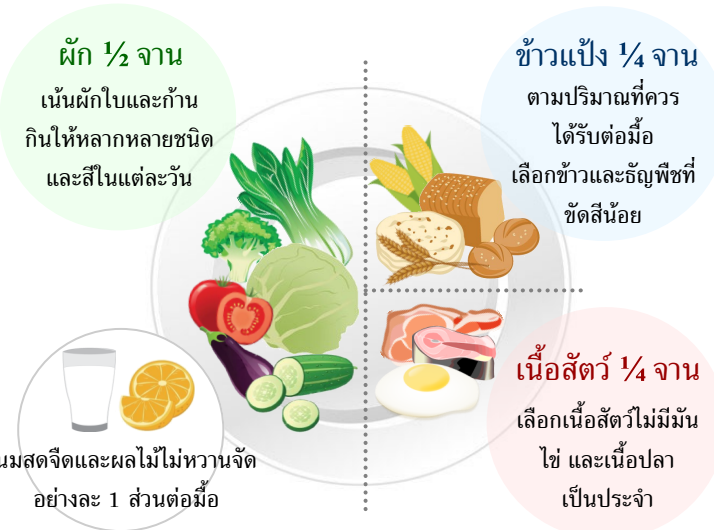 ผัก ½ จาน
เน้นผักใบและก้าน
กินให้หลากหลายชนิด
และสีในแต่ละวัน
ข้าวแป้ง ¼ จาน
ตามปริมาณที่ควร
ได้รับต่อมื้อ
เลือกข้าวและธัญพืชที่
ขัดสีน้อย
เนื้อสัตว์ ¼ จาน
เลือกเนื้อสัตว์ไม่มีมัน
ไข่ และเนื้อปลา
เป็นประจำ
นมสดจืดและผลไม้ไม่หวานจัด
อย่างละ 1 ส่วนต่อมื้อ